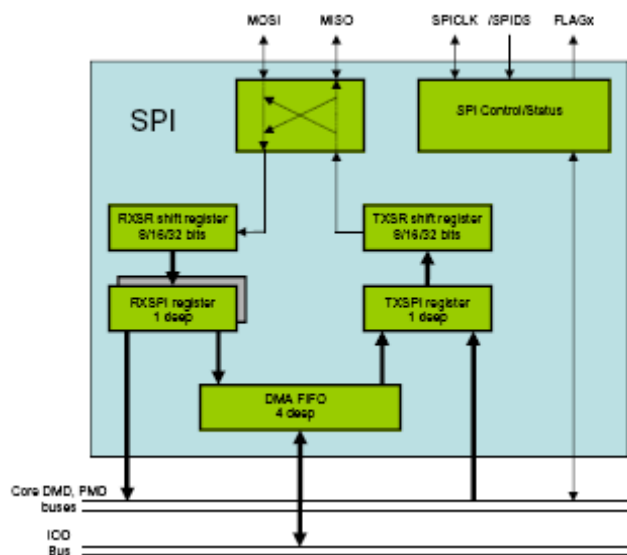 MOSI MISO SPICLK /SPIDS FLAGx
SPI
SPI Control/Status
RXSR shift register
8/16/32 bits
TXSR shift register
8/16/32 bits
RXSPI register
1 deep
TXSPI register
1 deep
DMA FIFO
4 deep
Core DMD, PMD
buses
IOD
Bus